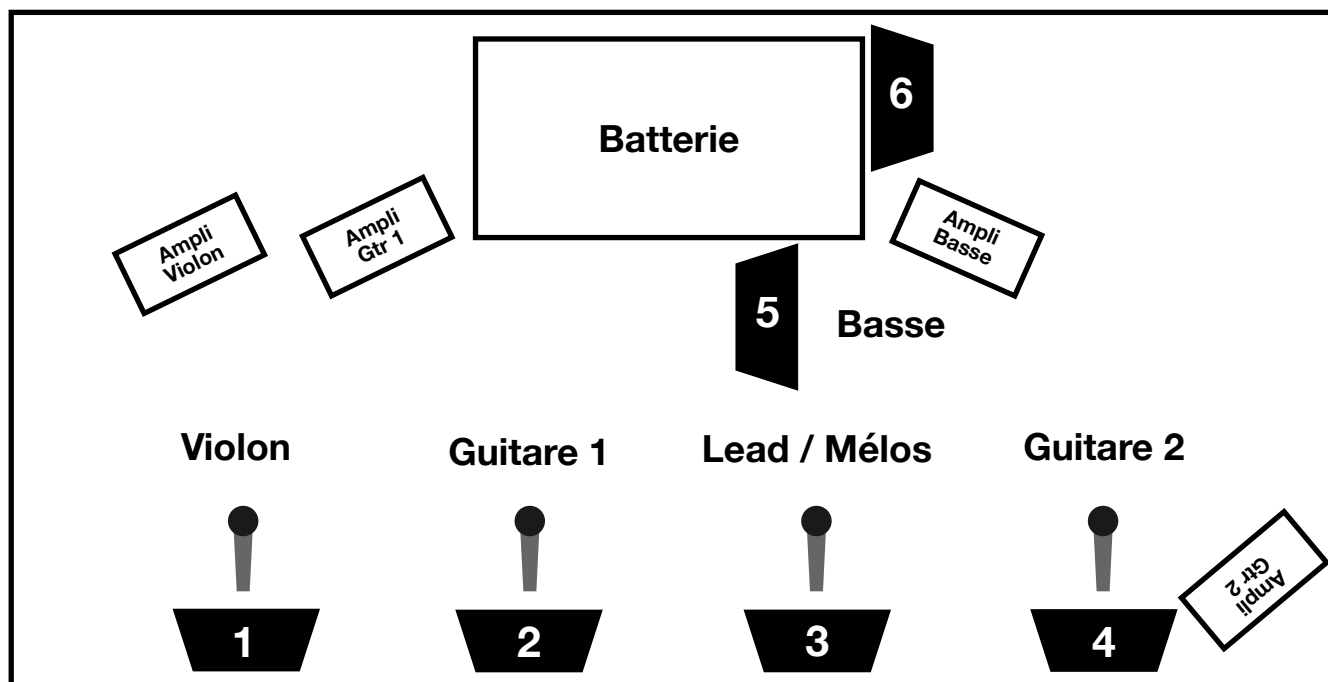 6
Batterie
Ampli
Violon
Ampli
Gtr 1
Ampli
Basse
5
Basse
Violon
Guitare 1
Lead / Mélos
Guitare 2
Ampli
Gtr 2
1
2
3
4